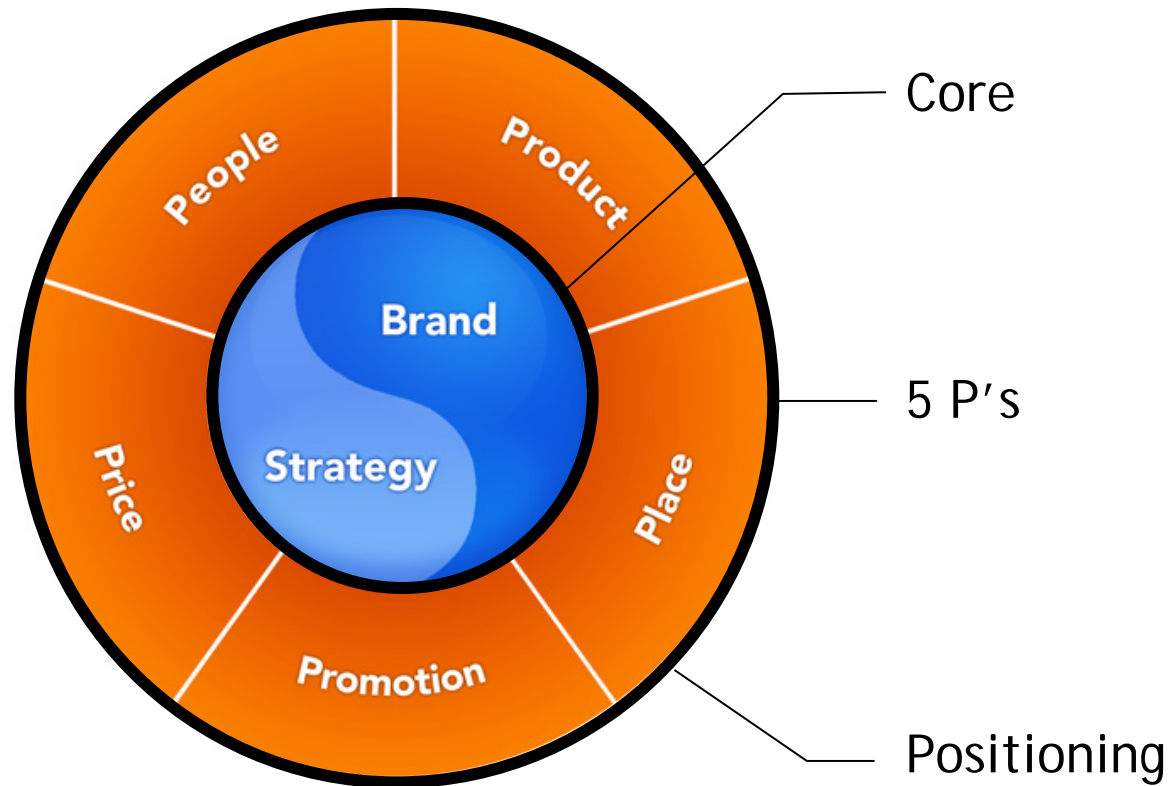 People
Product
Core
Brand
Strategy
Price
Place
5 P's
Promotion
Positioning